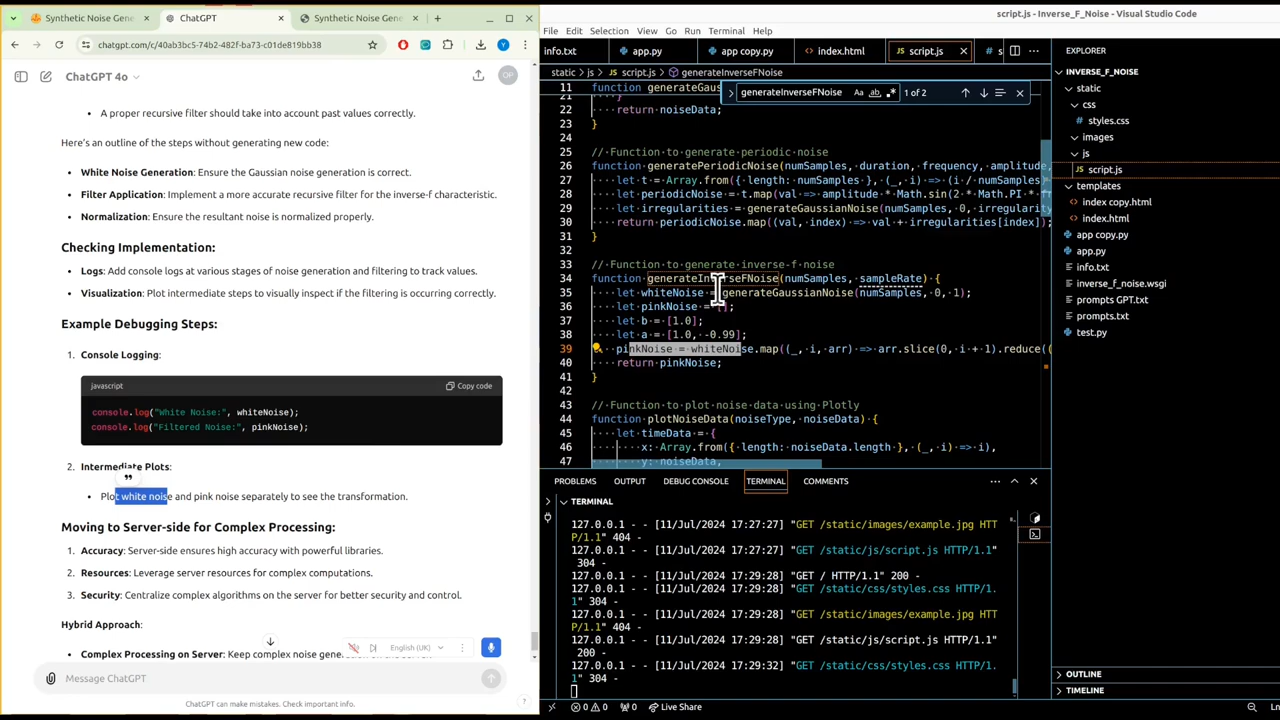 Synthetic Noise Gene
ChatGPT
Synthetic Noise Gene
chatgpt.com/c/40ab3bc5-74b2-482f-ba73-c01de819bb38
ChatGPT 4o
OP
• A proper recursive filter should take into account past values correctly.
Here's an outline of the steps without generating new code:
• White Noise Generation: Ensure the Gaussian noise generation is correct.
• Filter Application: Implement a more accurate recursive filter for the inverse-f characteristic.
• Normalization: Ensure the resultant noise is normalized properly.
Checking Implementation:
• Logs: Add console logs at various stages of noise generation and filtering to track values.
• Visualization: Plot intermediate steps to visually inspect if the filtering is occurring correctly.
Example Debugging Steps:
1. Console Logging:
javascript
Copy code
console.log("White Noise:", whiteNoise);
console.log("Filtered Noise:", pinkNoise);
2. Intermediate Plots:
• Plot white noise and pink noise separately to see the transformation.
Moving to Server-side for Complex Processing:
1. Accuracy: Server-side ensures high accuracy with powerful libraries.
2. Resources: Leverage server resources for complex computations.
3. Security: Centralize complex algorithms on the server for better security and control.
Hybrid Approach:
• Complex Processing on Server: Keep complex noise gene
English (UK)
Message ChatGPT
ChatGPT can make mistakes. Check important info.
?
script.js - Inverse_F_Noise - Visual Studio Code
File Edit Selection View Go Run Terminal Help
info.txt app.py app copy.py index.html script.js # s
static > js > script.js > generateInverseFNoise
generateInverseFNoise Aa ab .* 1 of 2
11 function generateGaus
21 }
22 return noiseData;
23 }
24
25 // Function to generate periodic noise
26 function generatePeriodicNoise(numSamples, duration, frequency, amplitude,
27 let t = Array.from({ length: numSamples }, (_, i) => (i / numSamples)
28 let periodicNoise = t.map(val => amplitude * Math.sin(2 * Math.PI * fr
29 let irregularities = generateGaussianNoise(numSamples, 0, irregularity
30 return periodicNoise.map((val, index) => val + irregularities[index]);
31 }
32
33 // Function to generate inverse-f noise
34 function generateInverseFNoise(numSamples, sampleRate) {
35 let whiteNoise = generateGaussianNoise(numSamples, 0, 1);
36 let pinkNoise = [];
37 let b = [1.0];
38 let a = [1.0, -0.99];
39 pinkNoise = whiteNoise.map((_, i, arr) => arr.slice(0, i + 1).reduce((
40 return pinkNoise;
41 }
42
43 // Function to plot noise data using Plotly
44 function plotNoiseData(noiseType, noiseData) {
45 let timeData = {
46 x: Array.from({ length: noiseData.length }, (_, i) => i),
47 y: noiseData,
PROBLEMS OUTPUT DEBUG CONSOLE TERMINAL COMMENTS
TERMINAL
127.0.0.1 - - [11/Jul/2024 17:27:27] "GET /static/images/example.jpg HTT
P/1.1" 404 -
127.0.0.1 - - [11/Jul/2024 17:27:27] "GET /static/js/script.js HTTP/1.1"
304 -
127.0.0.1 - - [11/Jul/2024 17:29:28] "GET / HTTP/1.1" 200 -
127.0.0.1 - - [11/Jul/2024 17:29:28] "GET /static/css/styles.css HTTP/1.
1" 304 -
127.0.0.1 - - [11/Jul/2024 17:29:28] "GET /static/images/example.jpg HTT
P/1.1" 404 -
127.0.0.1 - - [11/Jul/2024 17:29:28] "GET /static/js/script.js HTTP/1.1"
200 -
127.0.0.1 - - [11/Jul/2024 17:29:32] "GET /static/css/styles.css HTTP/1.
1" 304 -
0 0 0 Live Share
EXPLORER
INVERSE_F_NOISE
static
css
styles.css
images
js
script.js
templates
index copy.html
index.html
app copy.py
app.py
info.txt
inverse_f_noise.wsgi
prompts GPT.txt
prompts.txt
test.py
OUTLINE
TIMELINE
Ln